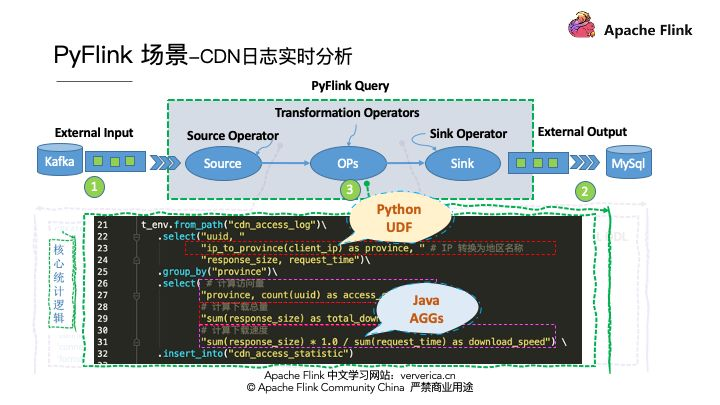 Apache Flink
PyFlink 场景-CDN日志实时分析
PyFlink Query
Transformation Operators
External Input
Source Operator
Sink Operator
External Output
Kafka
Source
OPs
Sink
MySql
1
3
2
Python
UDF
核心统计逻辑
21 t_env.from_path("cdn_access_log")\
22 .select("uuid, "
23 "ip_to_province(client_ip) as province, " # IP 转换为地区名称
24 "response_size, request_time")\
25 .group_by("province")\
26 .select( # 计算访问量
27 "province, count(uuid) as access_
28 # 计算下载总量
29 "sum(response_size) as total_dow
30 # 计算下载速度
31 "sum(response_size) * 1.0 / sum(request_time) as download_speed") \
32 .insert_into("cdn_access_statistic")
Java
AGGs
Apache Flink 中文学习网站：ververica.cn
© Apache Flink Community China 严禁商业用途